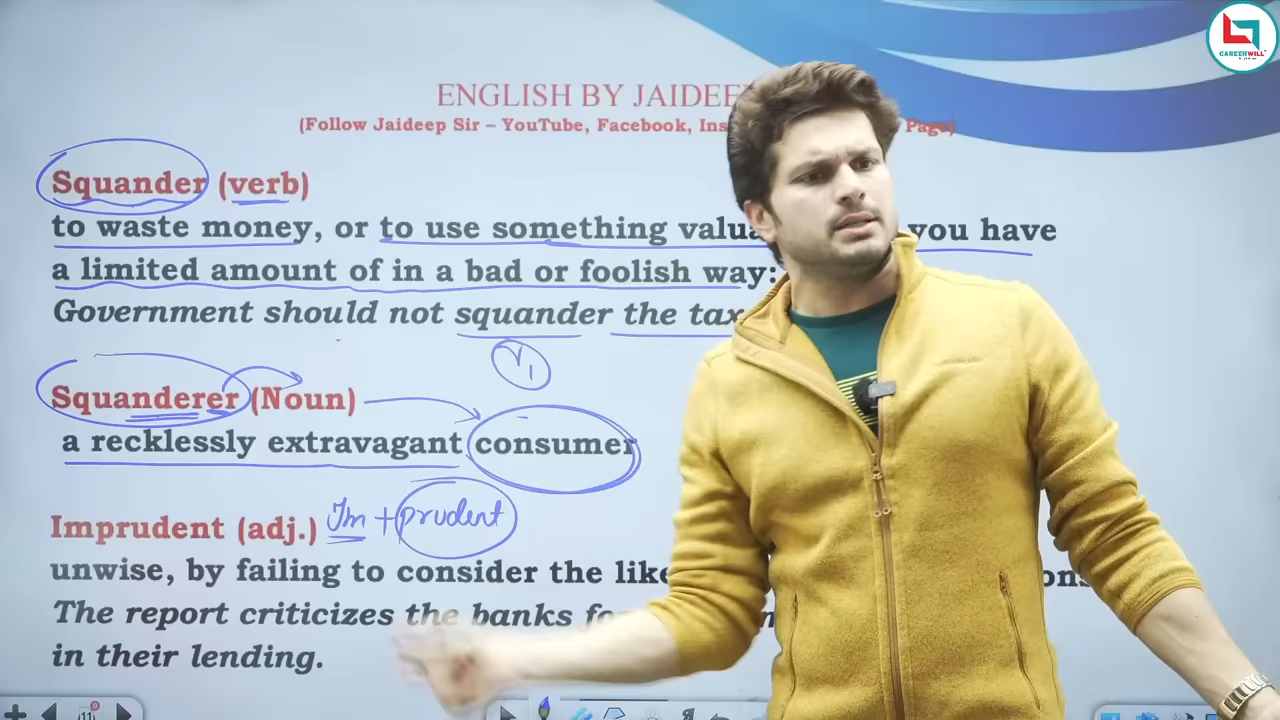 CAREERWILL
ENGLISH BY JAIDEEP
(Follow Jaideep Sir – YouTube, Facebook, Ins Page)
Squander (verb)
to waste money, or to use something valua you have
a limited amount of in a bad or foolish way:
Government should not squander the tax
V1
Squanderer (Noun)
a recklessly extravagant consumer
Imprudent (adj.) Im + prudent
unwise, by failing to consider the like ons
The report criticizes the banks fo
in their lending.
11